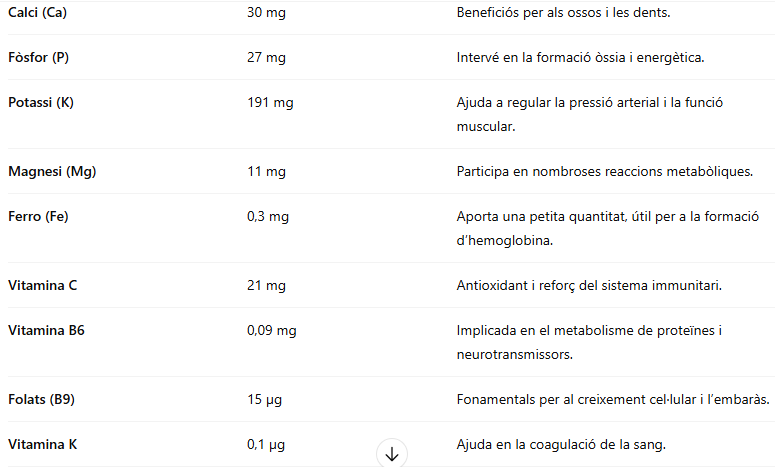 Calci (Ca) 30 mg Beneficiós per als ossos i les dents.
Fòsfor (P) 27 mg Intervé en la formació òssia i energètica.
Potassi (K) 191 mg Ajuda a regular la pressió arterial i la funció
muscular.
Magnesi (Mg) 11 mg Participa en nombroses reaccions metabòliques.
Ferro (Fe) 0,3 mg Aporta una petita quantitat, útil per a la formació
d’hemoglobina.
Vitamina C 21 mg Antioxidant i reforç del sistema immunitari.
Vitamina B6 0,09 mg Implicada en el metabolisme de proteïnes i
neurotransmissors.
Folats (B9) 15 µg Fonamentals per al creixement cel·lular i l’embaràs.
Vitamina K 0,1 µg Ajuda en la coagulació de la sang.